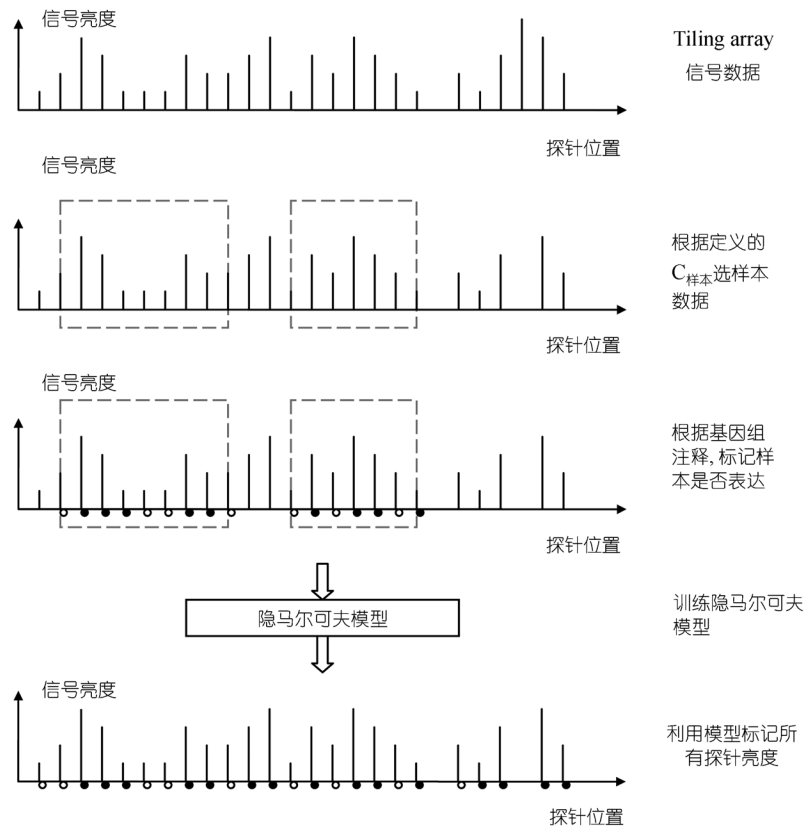 信号亮度
Tiling array
信号数据
探针位置
信号亮度
根据定义的
C样本选样本
数据
探针位置
信号亮度
根据基因组
注释, 标记样
本是否表达
探针位置
隐马尔可夫模型
训练隐马尔可夫
模型
信号亮度
利用模型标记所
有探针亮度
探针位置